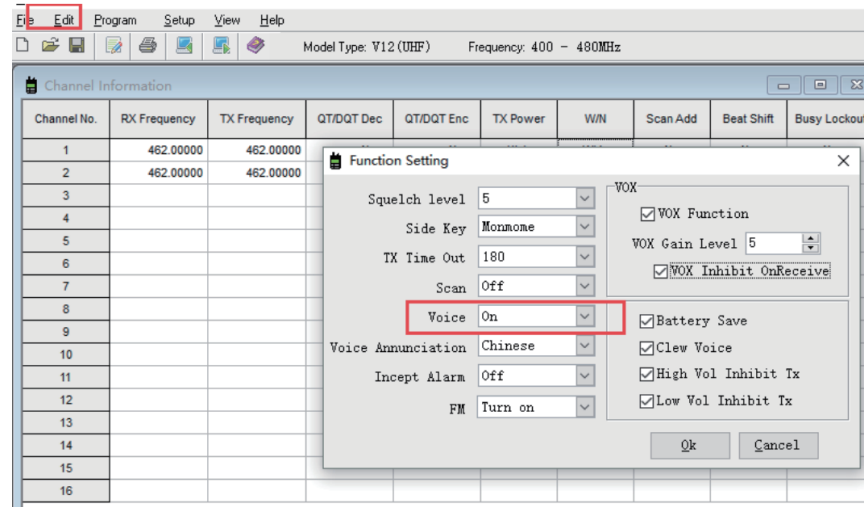 File Edit Program Setup View Help
Model Type: V12(UHF) Frequency: 400 - 480MHz
Channel Information
Channel No. RX Frequency TX Frequency QT/DQT Dec QT/DQT Enc TX Power W/N Scan Add Beat Shift Busy Lockout
1 462.00000 462.00000
2 462.00000 462.00000
3
4
5
6
7
8
9
10
11
12
13
14
15
16
Function Setting
Squelch level 5
Side Key Monmome
TX Time Out 180
Scan Off
Voice On
Voice Annunciation Chinese
Incept Alarm Off
FM Turn on
VOX
VOX Function
VOX Gain Level 5
VOX Inhibit OnReceive
Battery Save
Clew Voice
High Vol Inhibit Tx
Low Vol Inhibit Tx
Ok Cancel